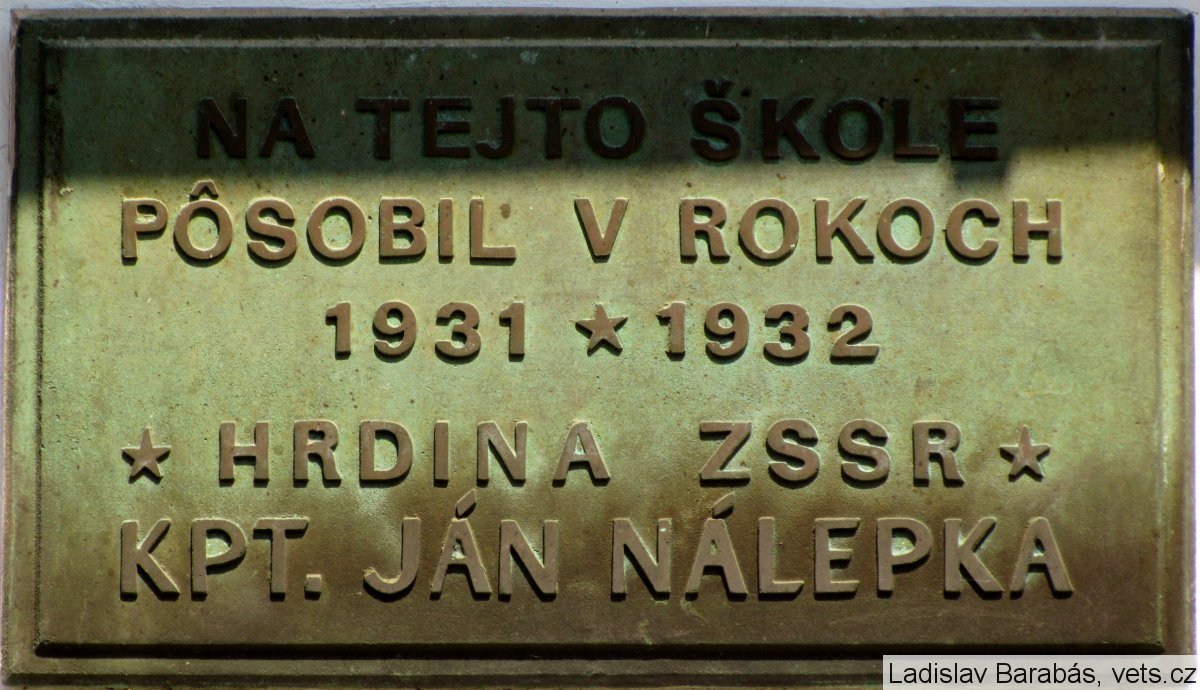 NA TEJTO ŠKOLE
PÔSOBIL V ROKOCH
1931 ★ 1932
★ HRDINA ZSSR ★
KPT. JÁN NÁLEPKA
Ladislav Barabás, vets.cz